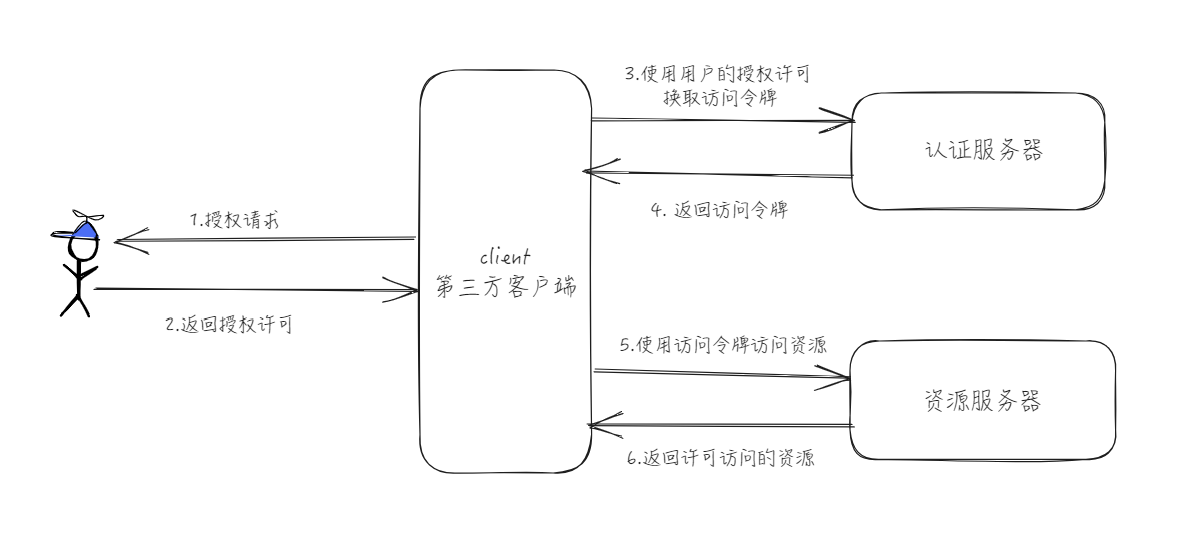 3.使用用户的授权许可
换取访问令牌
认证服务器
4. 返回访问令牌
1.授权请求
client
第三方客户端
2.返回授权许可
5.使用访问令牌访问资源
资源服务器
6.返回许可访问的资源